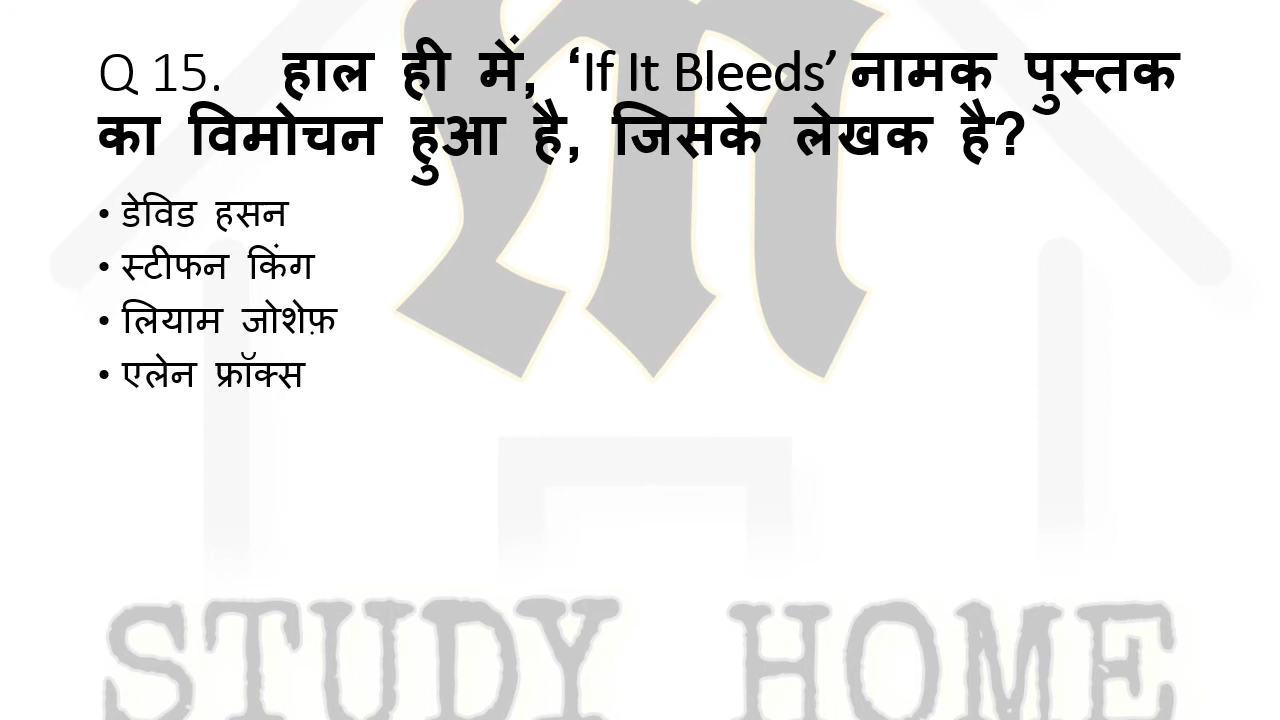 Q 15. हाल ही में, ‘If It Bleeds’ नामक पुस्तक
का विमोचन हुआ है, जिसके लेखक है?
• डेविड हसन
• स्टीफन किंग
• लियाम जोशेफ़
• एलेन फ्रॉक्स
STUDY HOME